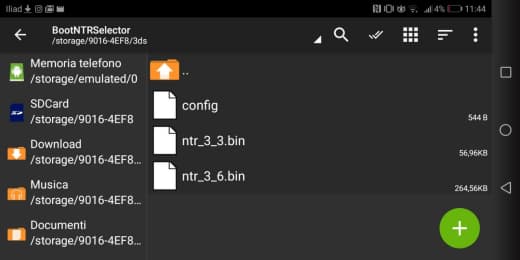 Iliad 4% 11:44
BootNTRSelector
/storage/9016-4EF8/3ds
Memoria telefono
/storage/emulated/0
SDCard
/storage/9016-4EF8
Download
/storage/9016-4EF8...
Musica
/storage/9016-4EF8...
Documenti
/storage/9016-4EF8...
..
config
544 B
ntr_3_3.bin
56,96KB
ntr_3_6.bin
264,56KB